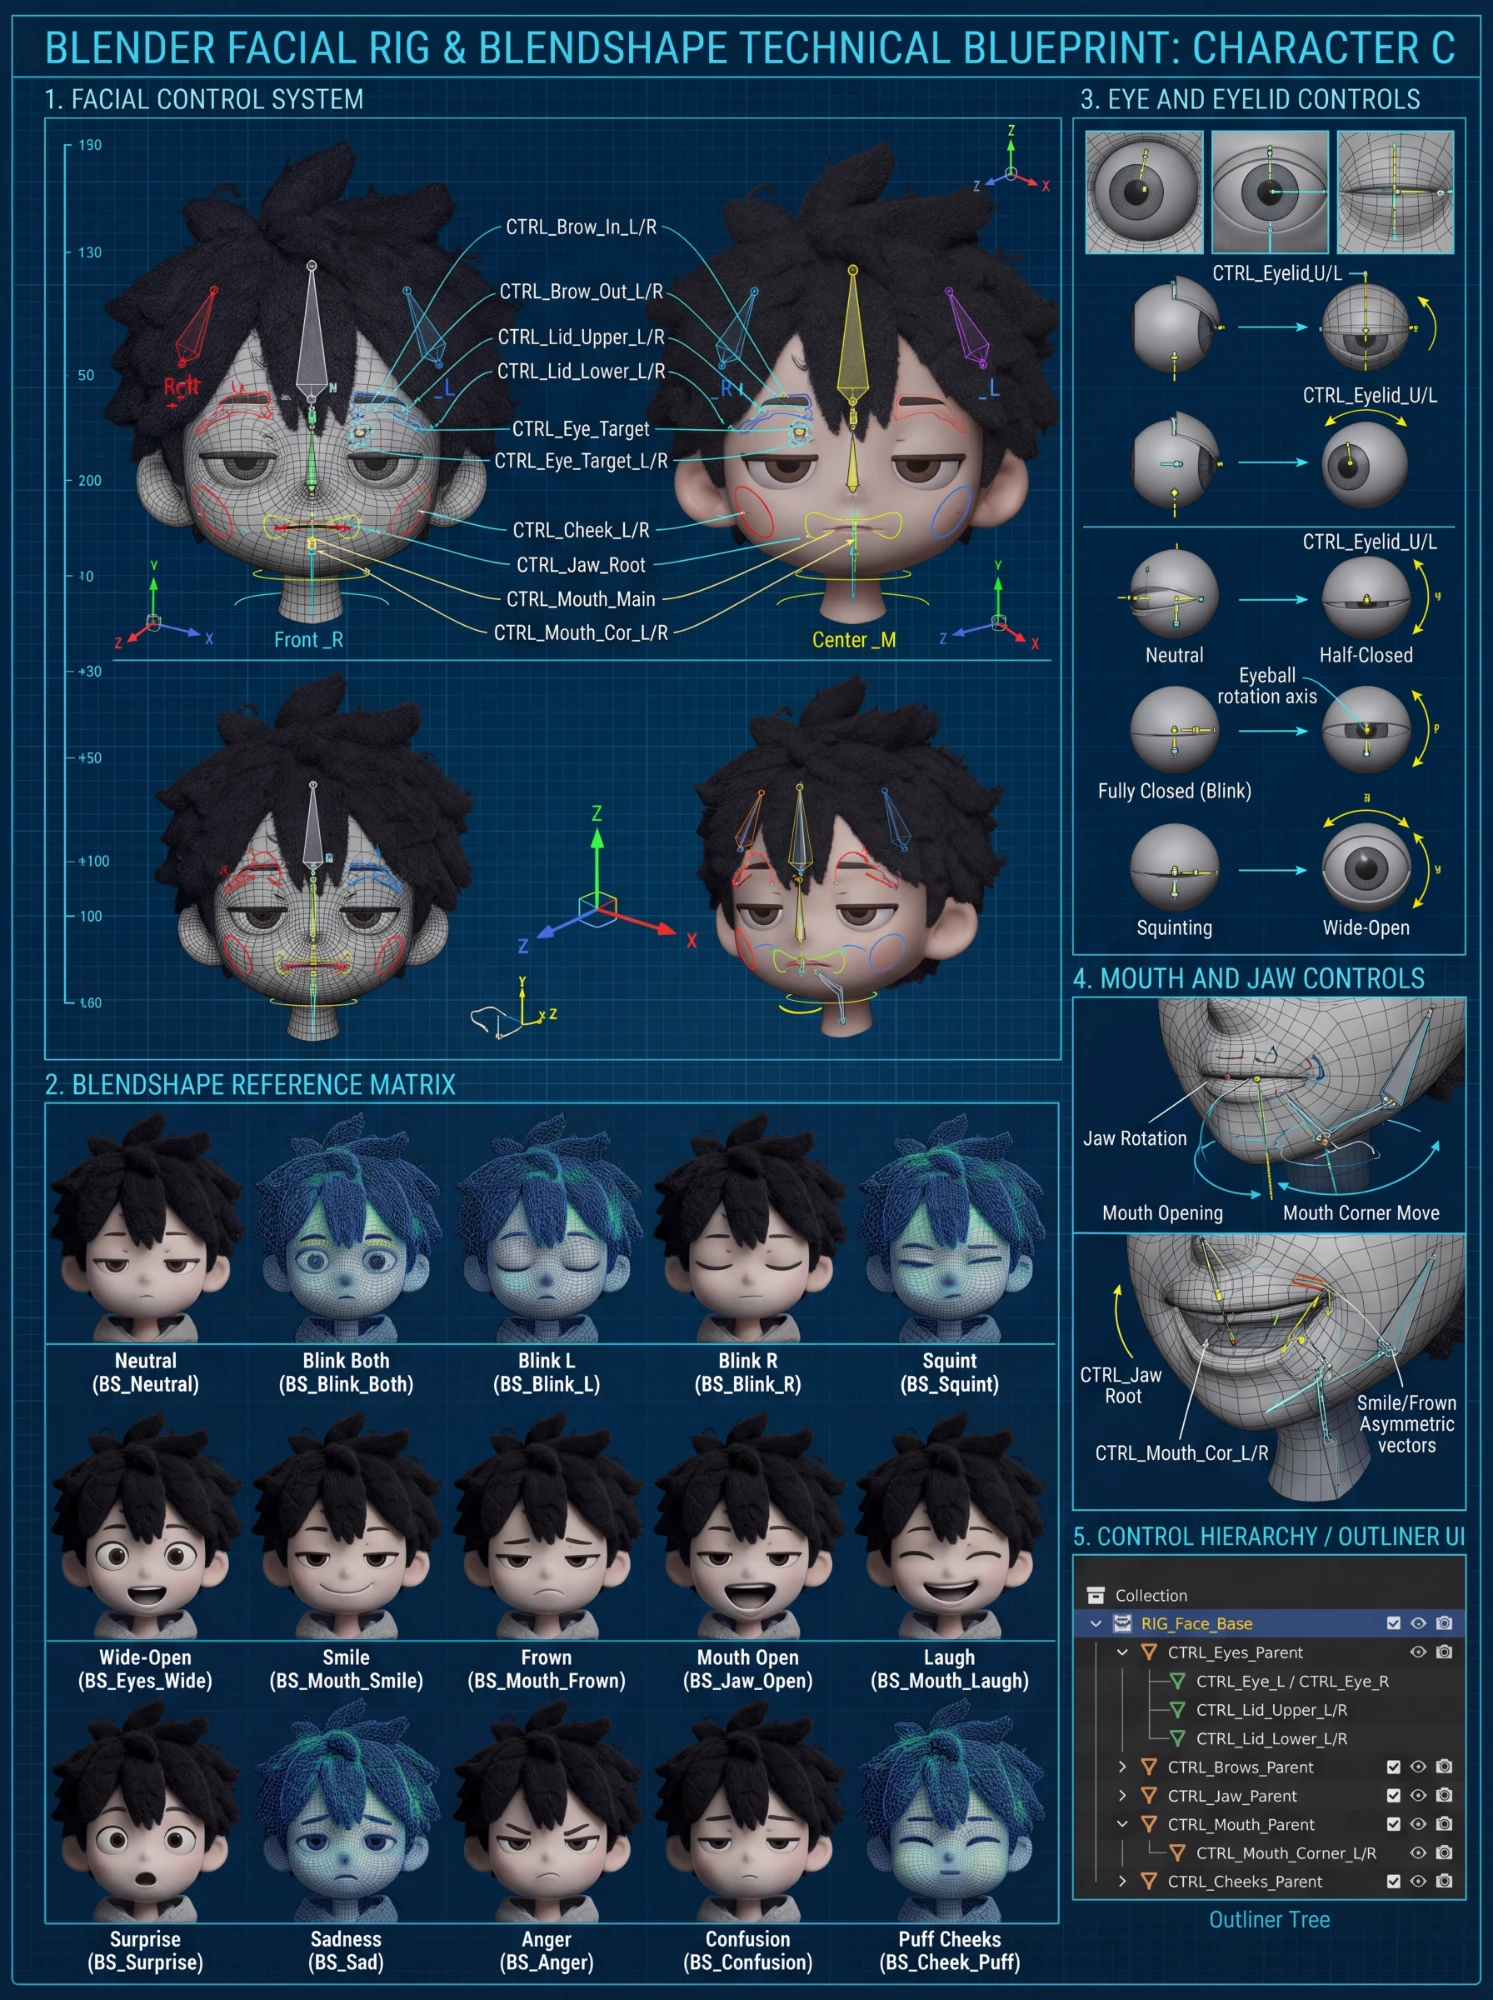 BLENDER FACIAL RIG & BLENDSHAPE TECHNICAL BLUEPRINT: CHARACTER C
1. FACIAL CONTROL SYSTEM
190
130
50
200
10
+30
+50
+100
100
Z
Z
X
CTRL_Brow_In_L/R
CTRL_Brow_Out_L/R
CTRL_Lid_Upper_L/R
CTRL_Lid_Lower_L/R
CTRL_Eye_Target
CTRL_Eye_Target_L/R
CTRL_Cheek_L/R
CTRL_Jaw_Root
CTRL_Mouth_Main
CTRL_Mouth_Cor_L/R
N
_L
_R
_L
Y
Z
X
Front _R
Center _M
Y
Z
X
Z
Z
X
Y
x Z
2. BLENDSHAPE REFERENCE MATRIX
Neutral
(BS_Neutral)
Blink Both
(BS_Blink_Both)
Blink L
(BS_Blink_L)
Blink R
(BS_Blink_R)
Squint
(BS_Squint)
Wide-Open
(BS_Eyes_Wide)
Smile
(BS_Mouth_Smile)
Frown
(BS_Mouth_Frown)
Mouth Open
(BS_Jaw_Open)
Laugh
(BS_Mouth_Laugh)
Surprise
(BS_Surprise)
Sadness
(BS_Sad)
Anger
(BS_Anger)
Confusion
(BS_Confusion)
Puff Cheeks
(BS_Cheek_Puff)
3. EYE AND EYELID CONTROLS
CTRL_Eyelid_U/L
CTRL_Eyelid_U/L
CTRL_Eyelid_U/L
Neutral
Half-Closed
Eyeball
rotation axis
Fully Closed (Blink)
Squinting
Wide-Open
4. MOUTH AND JAW CONTROLS
Jaw Rotation
Mouth Opening
Mouth Corner Move
CTRL_Jaw
Root
CTRL_Mouth_Cor_L/R
Smile/Frown
Asymmetric
vectors
5. CONTROL HIERARCHY / OUTLINER UI
Collection
RIG_Face_Base
CTRL_Eyes_Parent
CTRL_Eye_L / CTRL_Eye_R
CTRL_Lid_Upper_L/R
CTRL_Lid_Lower_L/R
CTRL_Brows_Parent
CTRL_Jaw_Parent
CTRL_Mouth_Parent
CTRL_Mouth_Corner_L/R
CTRL_Cheeks_Parent
Outliner Tree